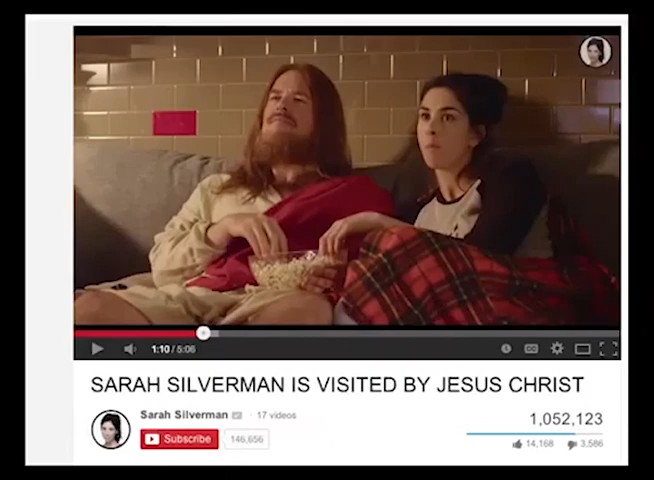 1:10 / 5:06
CC
SARAH SILVERMAN IS VISITED BY JESUS CHRIST
Sarah Silverman · 17 videos
Subscribe 146,656
1,052,123
14,168 3,586